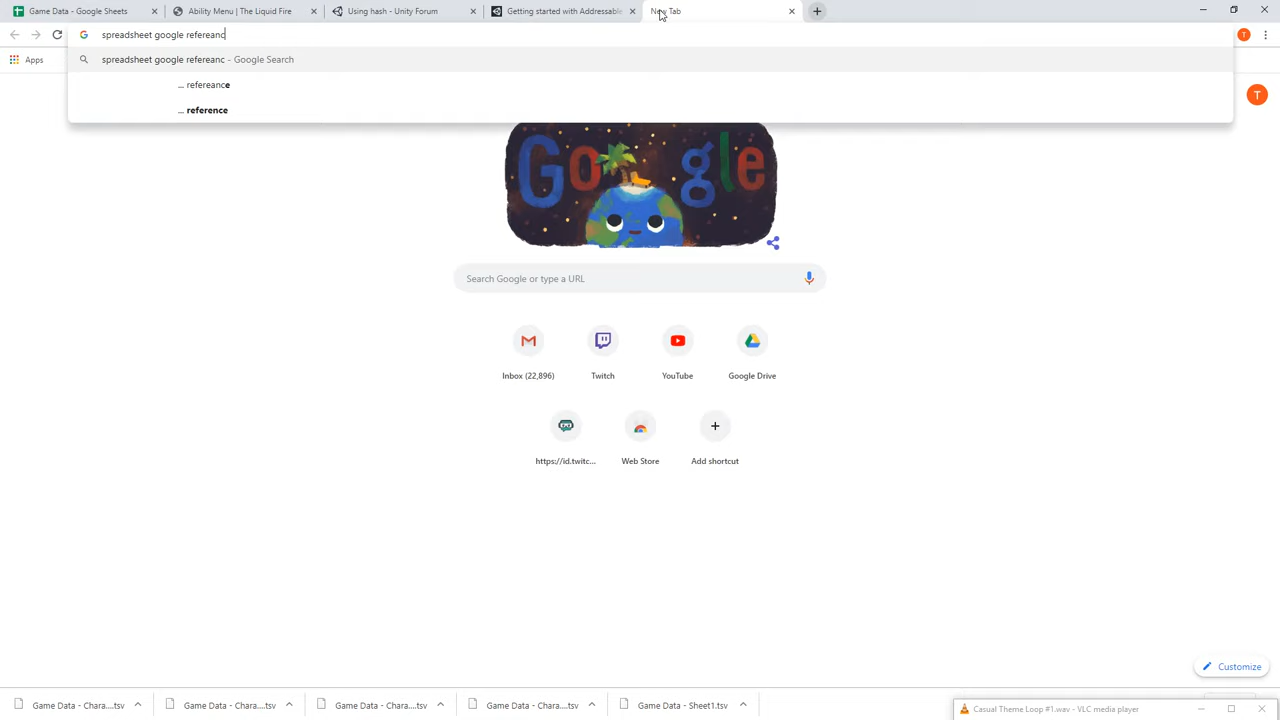 Game Data - Google Sheets
Ability Menu | The Liquid Fire
Using hash - Unity Forum
Getting started with Addressable
New Tab
spreadsheet google refereanc
T
Apps
spreadsheet google refereanc - Google Search
... refereance
... reference
T
Google
Search Google or type a URL
Inbox (22,896)
Twitch
YouTube
Google Drive
https://id.twitc...
Web Store
Add shortcut
Customize
Game Data - Chara....tsv
Game Data - Chara....tsv
Game Data - Chara....tsv
Game Data - Chara....tsv
Game Data - Sheet1.tsv
Casual Theme Loop #1.wav - VLC media player